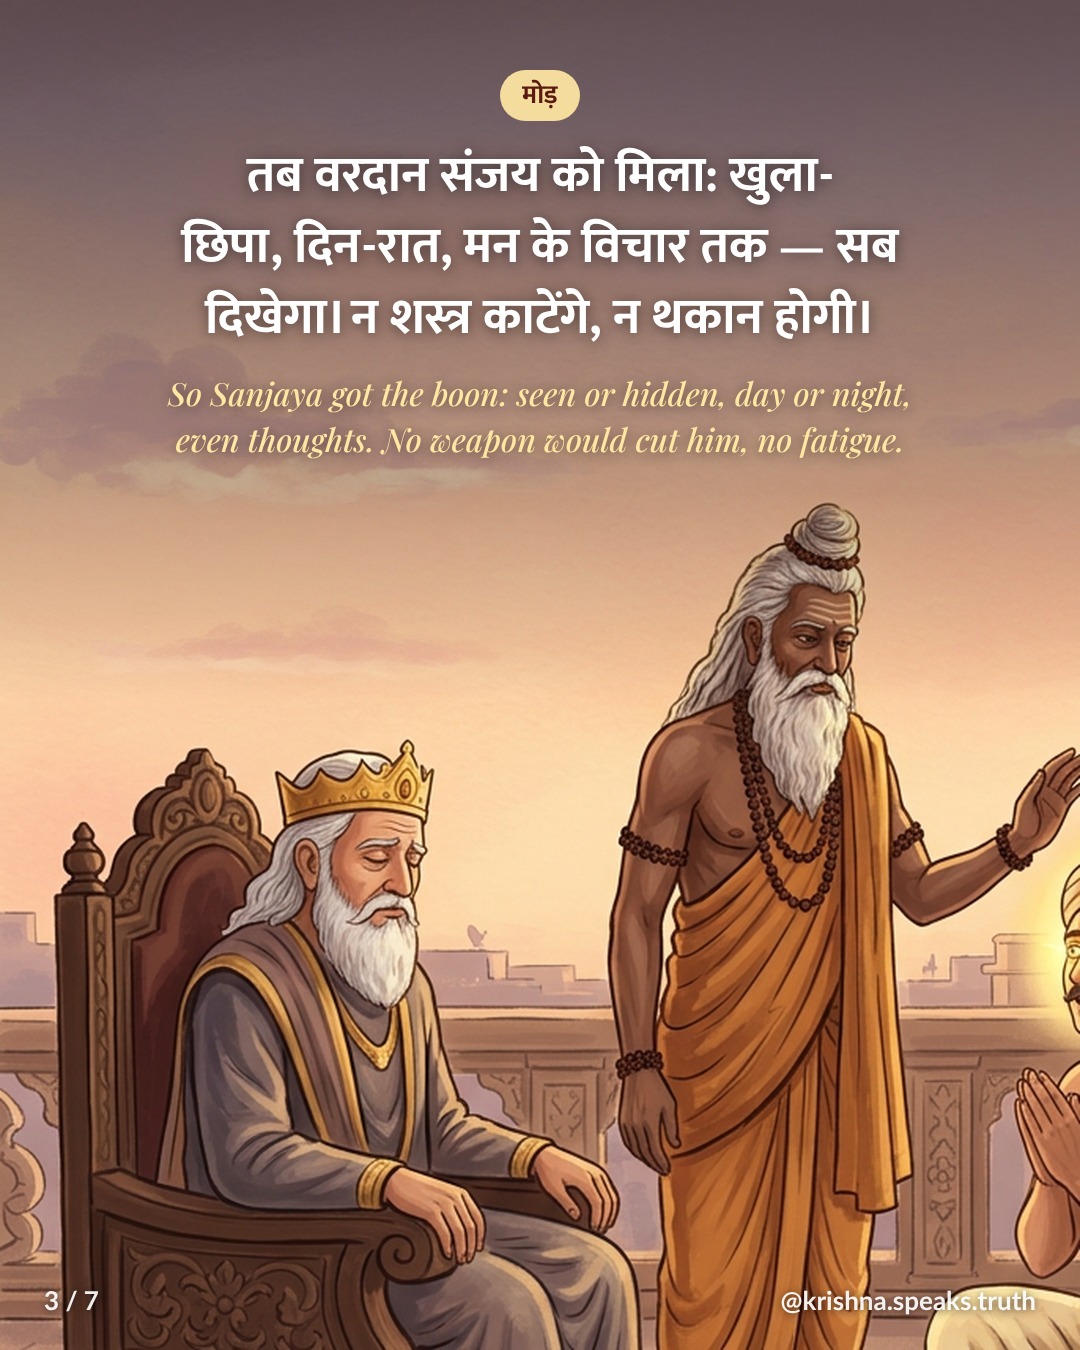 मोड़
तब वरदान संजय को मिला: खुला-
छिपा, दिन-रात, मन के विचार तक — सब
दिखेगा। न शस्त्र काटेंगे, न थकान होगी।
So Sanjaya got the boon: seen or hidden, day or night,
even thoughts. No weapon would cut him, no fatigue.
3 / 7
@krishna.speaks.truth